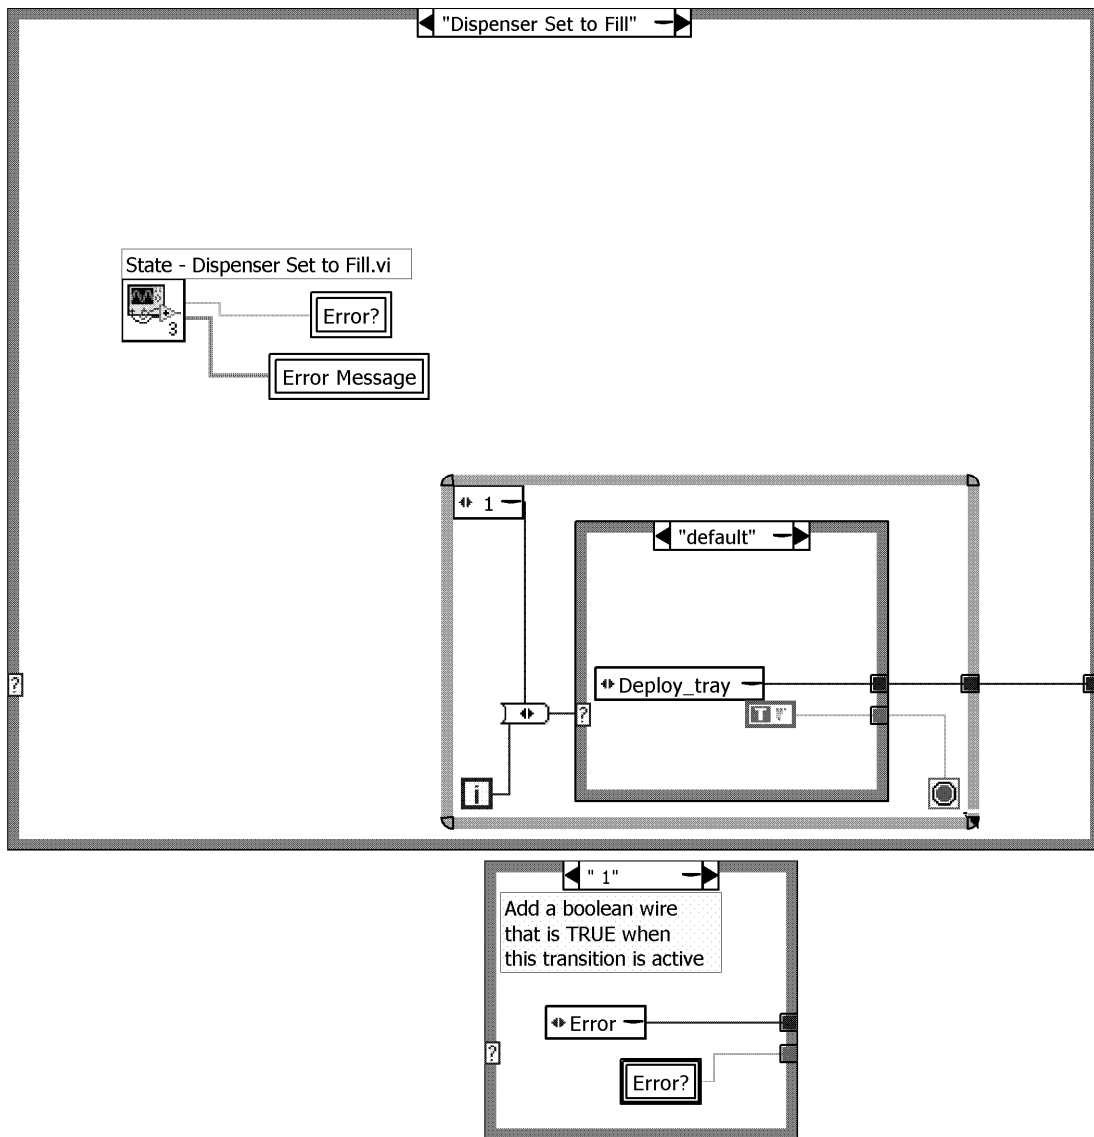 "Dispenser Set to Fill"
State - Dispenser Set to Fill.vi
3
Error?
Error Message
1
"default"
?
Deploy_tray
T
?
i
" 1"
Add a boolean wire
that is TRUE when
this transition is active
Error
?
Error?